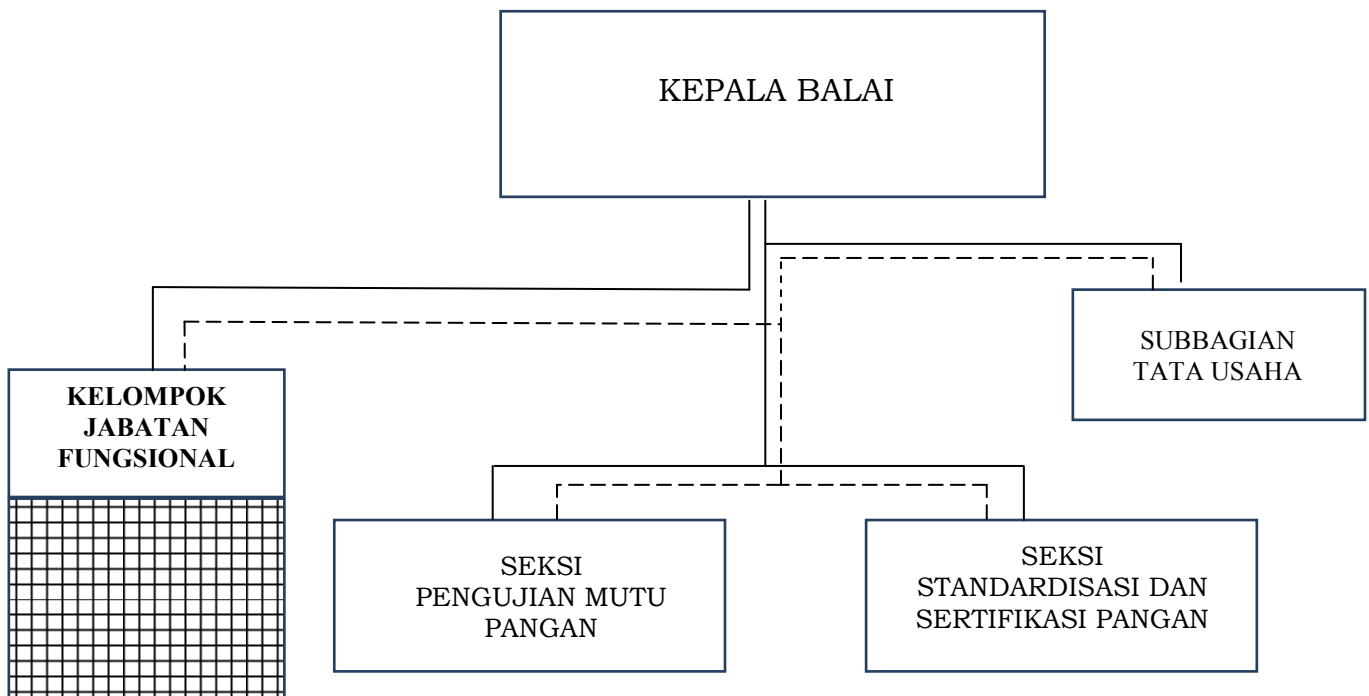 KEPALA BALAI
SUBBAGIAN
TATA USAHA
KELOMPOK
JABATAN
FUNGSIONAL
SEKSI
PENGUJIAN MUTU
PANGAN
SEKSI
STANDARDISASI DAN
SERTIFIKASI PANGAN